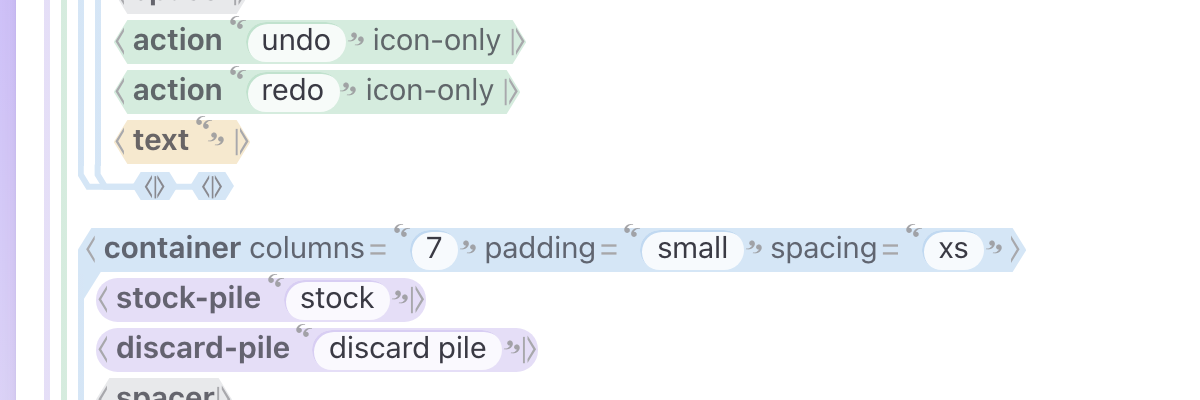 action “ undo ” icon-only
action “ redo ” icon-only
text “ ”
container columns= “ 7 ” padding= “ small ” spacing= “ xs ”
stock-pile “ stock ”
discard-pile “ discard pile ”
spacer